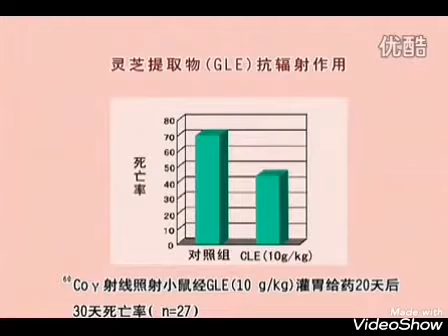 优酷
灵芝提取物(GLE)抗辐射作用
80
70
60
50
40
30
20
10
0
死亡率
对照组 CLE(10g/kg)
⁶⁰Coγ射线照射小鼠经GLE(10 g/kg)灌胃给药20天后
30天死亡率( n=27)
Made with
VideoShow